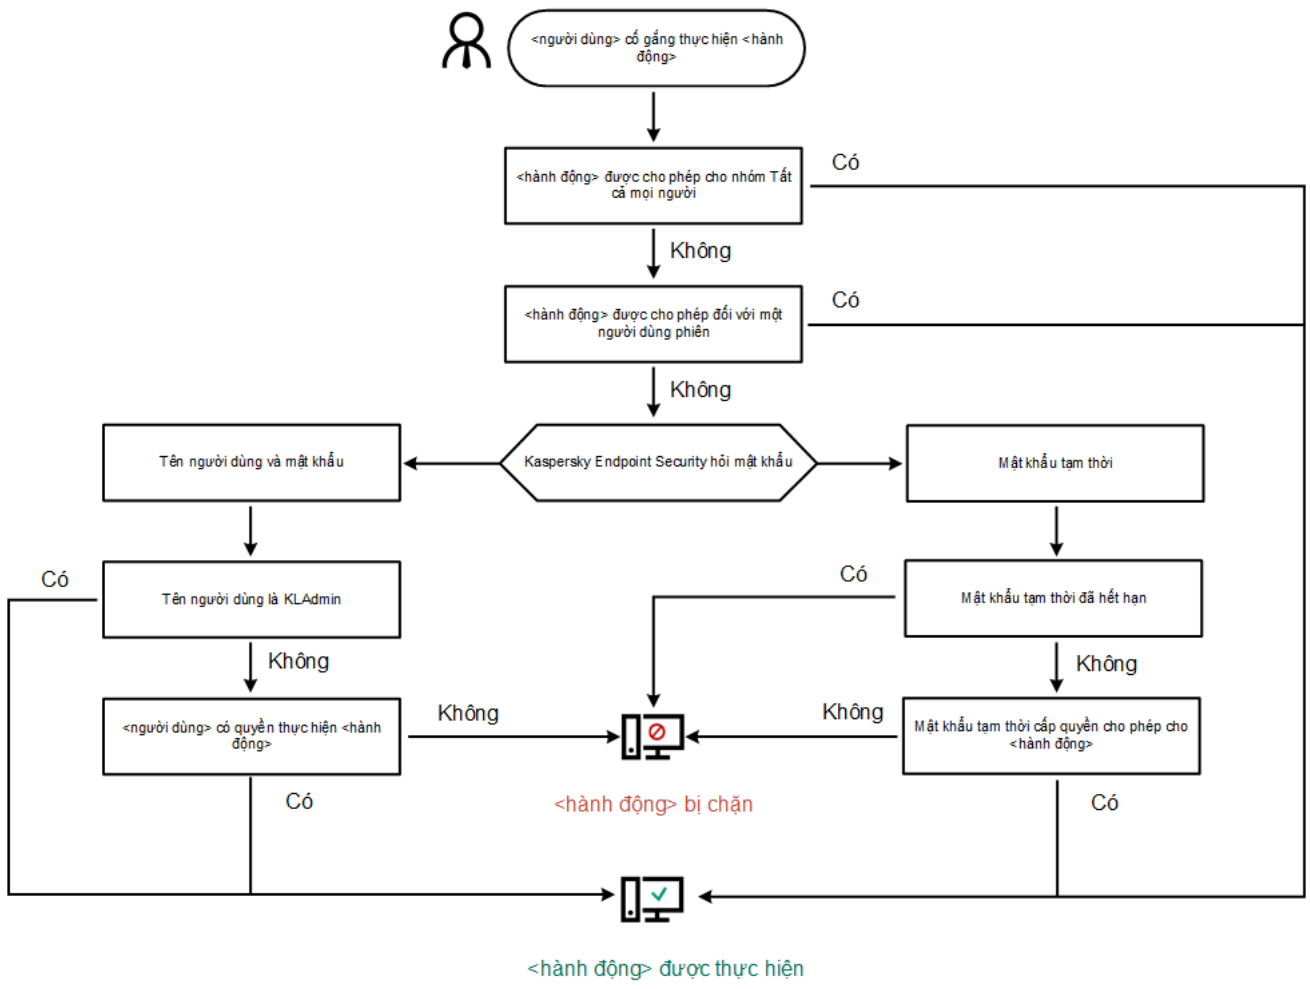 <người dùng> cố gắng thực hiện <hành
động>
<hành động> được cho phép cho nhóm Tất
cả mọi người
Có
Không
<hành động> được cho phép đối với một
người dùng phiên
Có
Không
Tên người dùng và mật khẩu
Kaspersky Endpoint Security hỏi mật khẩu
Mật khẩu tạm thời
Có
Tên người dùng là KLAdmin
Có
Mật khẩu tạm thời đã hết hạn
Không
Không
<người dùng> có quyền thực hiện <hành
động>
Không
Không
Mật khẩu tạm thời cấp quyền cho phép cho
<hành động>
Có
<hành động> bị chặn
Có
<hành động> được thực hiện